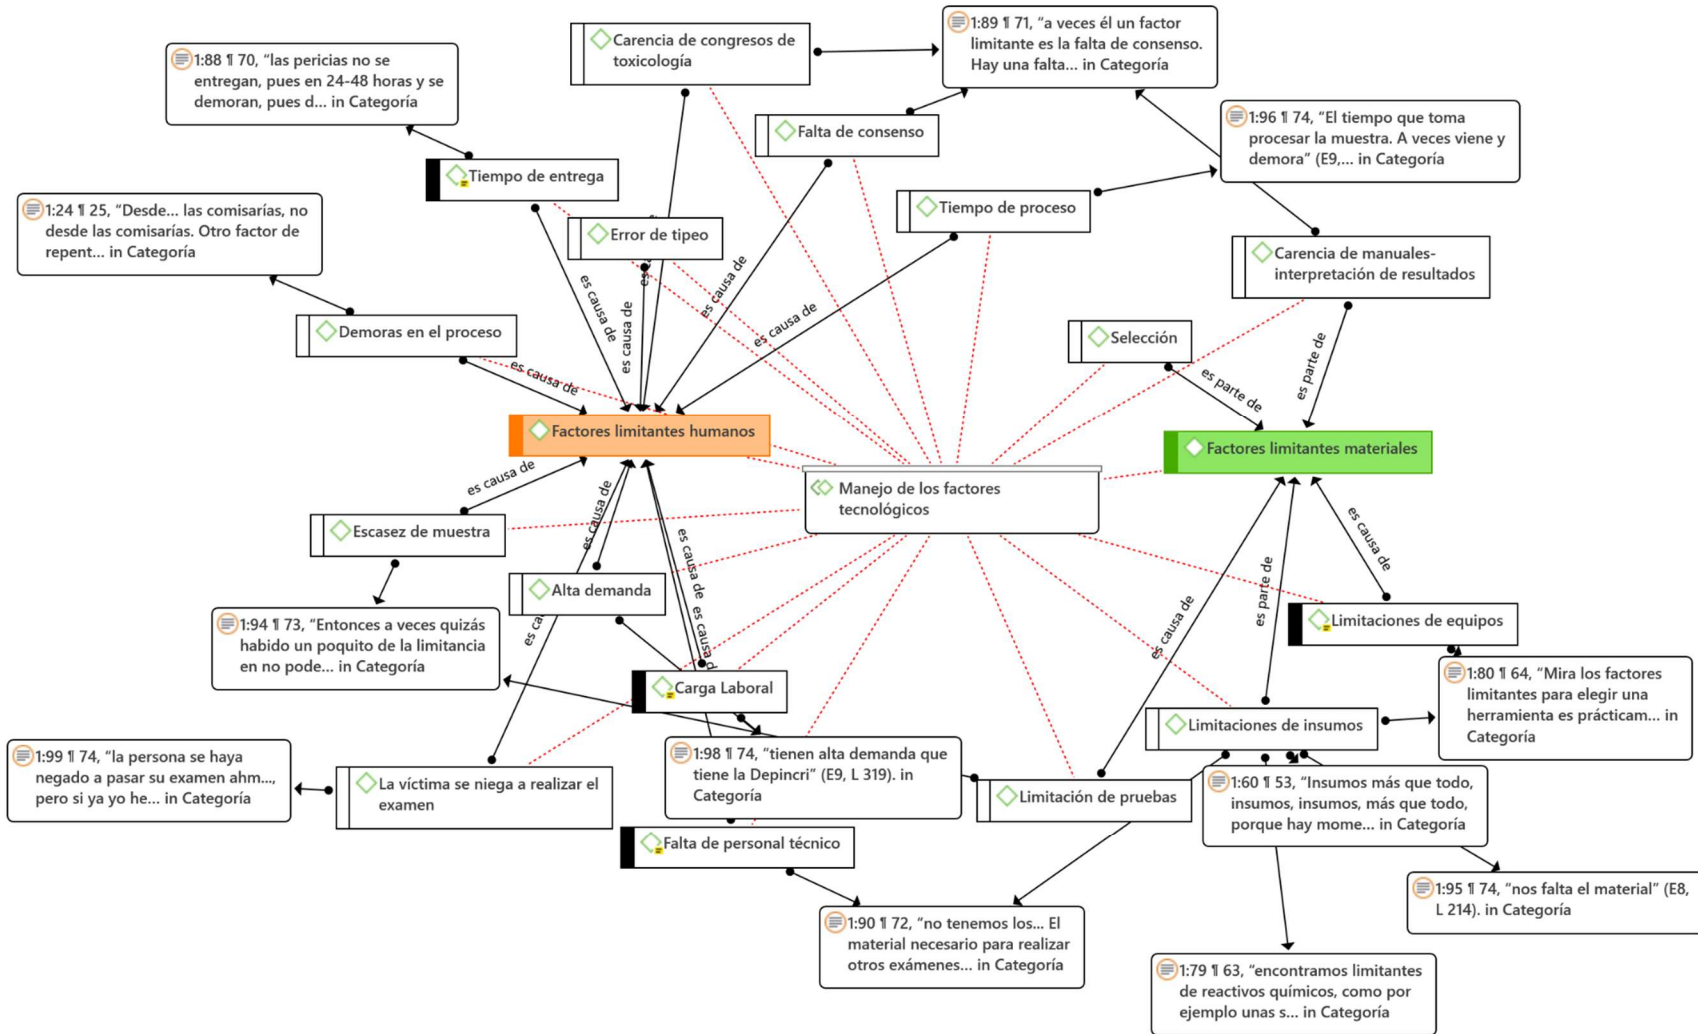 Carencia de congresos de
toxicología
1:89 ¶ 71, “a veces él un factor
limitante es la falta de consenso.
Hay una falta... in Categoría
1:88 ¶ 70, “las pericias no se
entregan, pues en 24-48 horas y se
demoran, pues d... in Categoría
Falta de consenso
1:96 ¶ 74, “El tiempo que toma
procesar la muestra. A veces viene y
demora” (E9,... in Categoría
Tiempo de entrega
Tiempo de proceso
1:24 ¶ 25, “Desde... las comisarías, no
desde las comisarías. Otro factor de
repent... in Categoría
Error de tipeo
Carencia de manuales-
interpretación de resultados
es causa de
es causa de
es causa de
es causa de
Demoras en el proceso
Selección
es causa de
es parte de
es parte de
Factores limitantes humanos
Factores limitantes materiales
Manejo de los factores
tecnológicos
es causa de
Escasez de muestra
es causa de
es causa de
es causa de
es causa de
es parte de
es causa de
Alta demanda
Limitaciones de equipos
1:94 ¶ 73, “Entonces a veces quizás
habido un poquito de la limitancia
en no pode... in Categoría
Carga Laboral
1:80 ¶ 64, “Mira los factores
limitantes para elegir una
herramienta es prácticam... in
Categoría
Limitaciones de insumos
1:99 ¶ 74, “la persona se haya
negado a pasar su examen ahm...,
pero si ya yo he... in Categoría
La víctima se niega a realizar el
examen
1:98 ¶ 74, “tienen alta demanda que
tiene la Depincri” (E9, L 319). in
Categoría
Limitación de pruebas
1:60 ¶ 53, “Insumos más que todo,
insumos, insumos, más que todo,
porque hay mome... in Categoría
Falta de personal técnico
1:95 ¶ 74, “nos falta el material” (E8,
L 214). in Categoría
1:90 ¶ 72, “no tenemos los... El
material necesario para realizar
otros exámenes... in Categoría
1:79 ¶ 63, “encontramos limitantes
de reactivos químicos, como por
ejemplo unas s... in Categoría